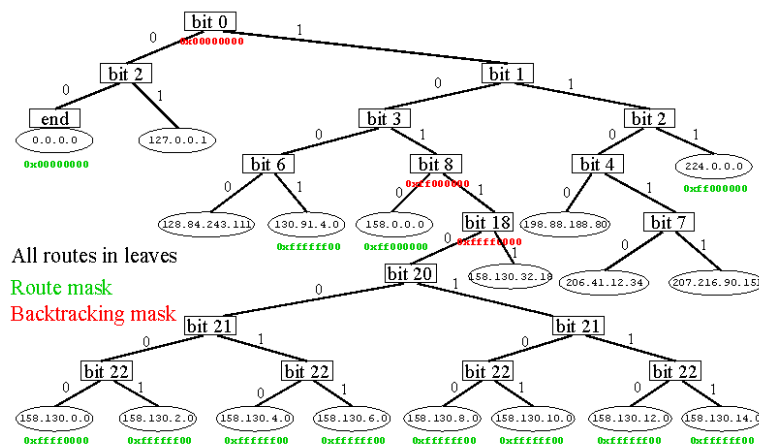 bit 0
0 1
0x00000000
bit 2 bit 1
0 1 0 1
end bit 3 bit 2
0.0.0.0 127.0.0.1 0 1 0 1
0x00000000 bit 6 bit 8 bit 4 224.0.0.0
0xff000000 0xff000000
0 1 0 1 0 1
128.84.243.111 130.91.4.0 158.0.0.0 bit 18 198.88.188.80 bit 7
0xffffff00 0xff000000 0xffff0000
All routes in leaves 0 1 0 1
bit 20 158.130.32.18 206.41.12.34
Route mask 0 1
Backtracking mask
bit 21 bit 21
0 1 0 1
bit 22 bit 22 bit 22 bit 22
0 1 0 1 0 1 0 1
158.130.0.0 158.130.2.0 158.130.4.0 158.130.6.0 158.130.8.0 158.130.10.0 158.130.12.0 158.130.14.0
0xffff0000 0xffffff00 0xffffff00 0xffffff00 0xffffff00 0xffffff00 0xffffff00 0xffffff00